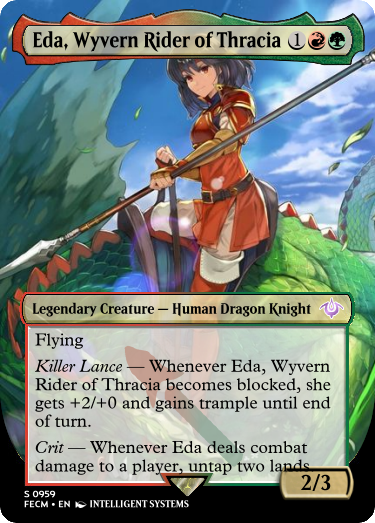 Eda, Wyvern Rider of Thracia 1
Legendary Creature — Human Dragon Knight
Flying
Killer Lance — Whenever Eda, Wyvern
Rider of Thracia becomes blocked, she
gets +2/+0 and gains trample until end
of turn.
Crit — Whenever Eda deals combat
damage to a player, untap two lands
2/3
S 0959
FECM • EN INTELLIGENT SYSTEMS